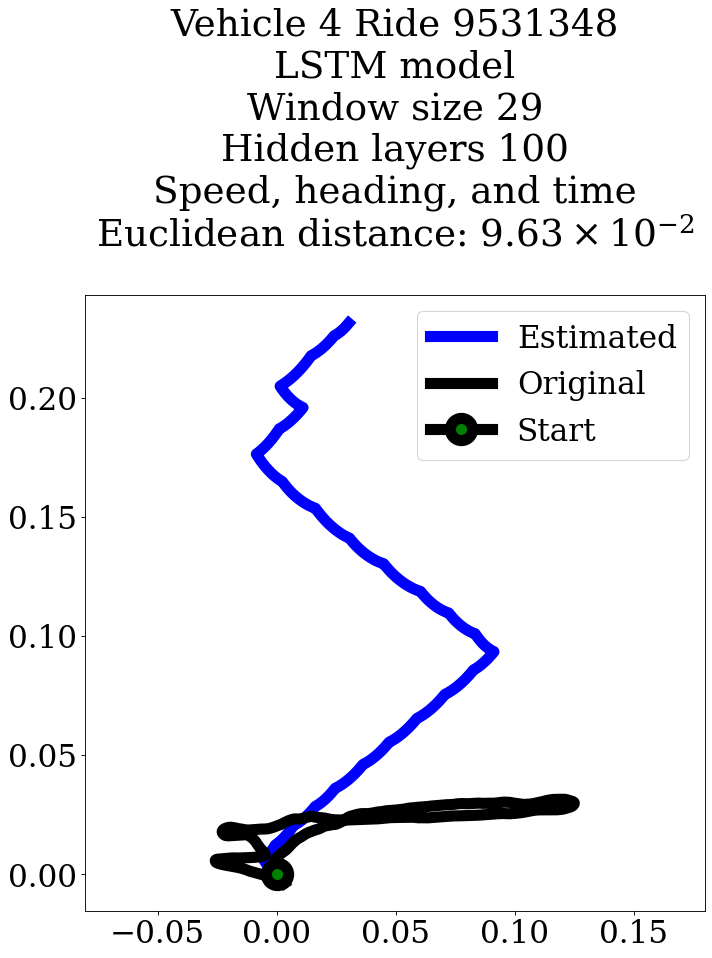 Vehicle 4 Ride 9531348
LSTM model
Window size 29
Hidden layers 100
Speed, heading, and time
Euclidean distance: 9.63 × 10⁻²
Estimated
Original
Start
0.20
0.15
0.10
0.05
0.00
−0.05 0.00 0.05 0.10 0.15